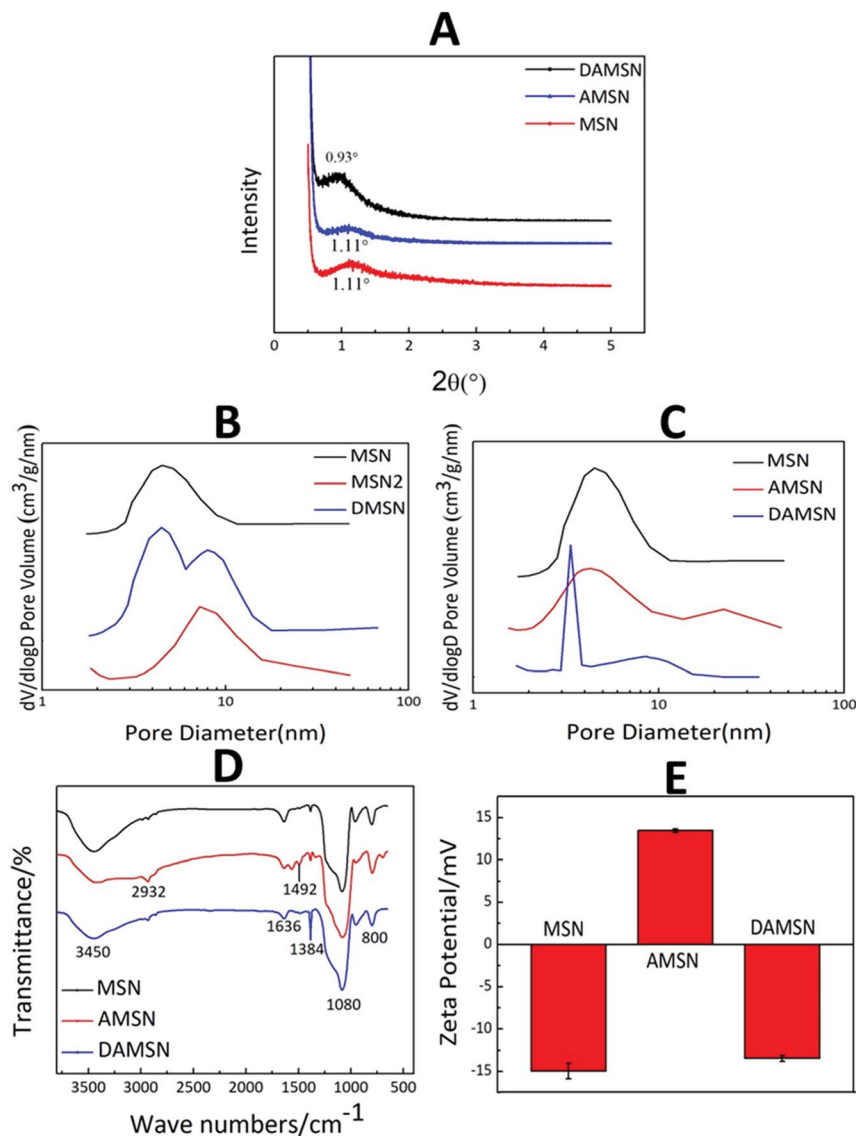 A
DAMSN
AMSN
MSN
0.93°
1.11°
1.11°
Intensity
0 1 2 3 4 5
2θ(°)
B
MSN
MSN2
DMSN
dV/dlogD Pore Volume (cm³/g/nm)
1 10 100
Pore Diameter(nm)
C
MSN
AMSN
DAMSN
dV/dlogD Pore Volume (cm³/g/nm)
1 10 100
Pore Diameter(nm)
D
2932
1492
3450
1636
1384
800
1080
MSN
AMSN
DAMSN
Transmittance/%
3500 3000 2500 2000 1500 1000 500
Wave numbers/cm⁻¹
E
15
10
5
0
-5
-10
-15
MSN
DAMSN
AMSN
Zeta Potential/mV